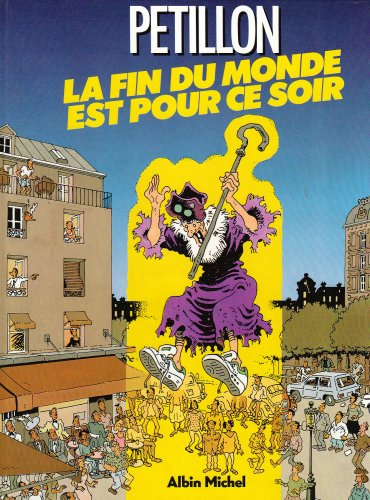 PETILLON
LA FIN DU MONDE
EST POUR CE SOIR
Albin Michel